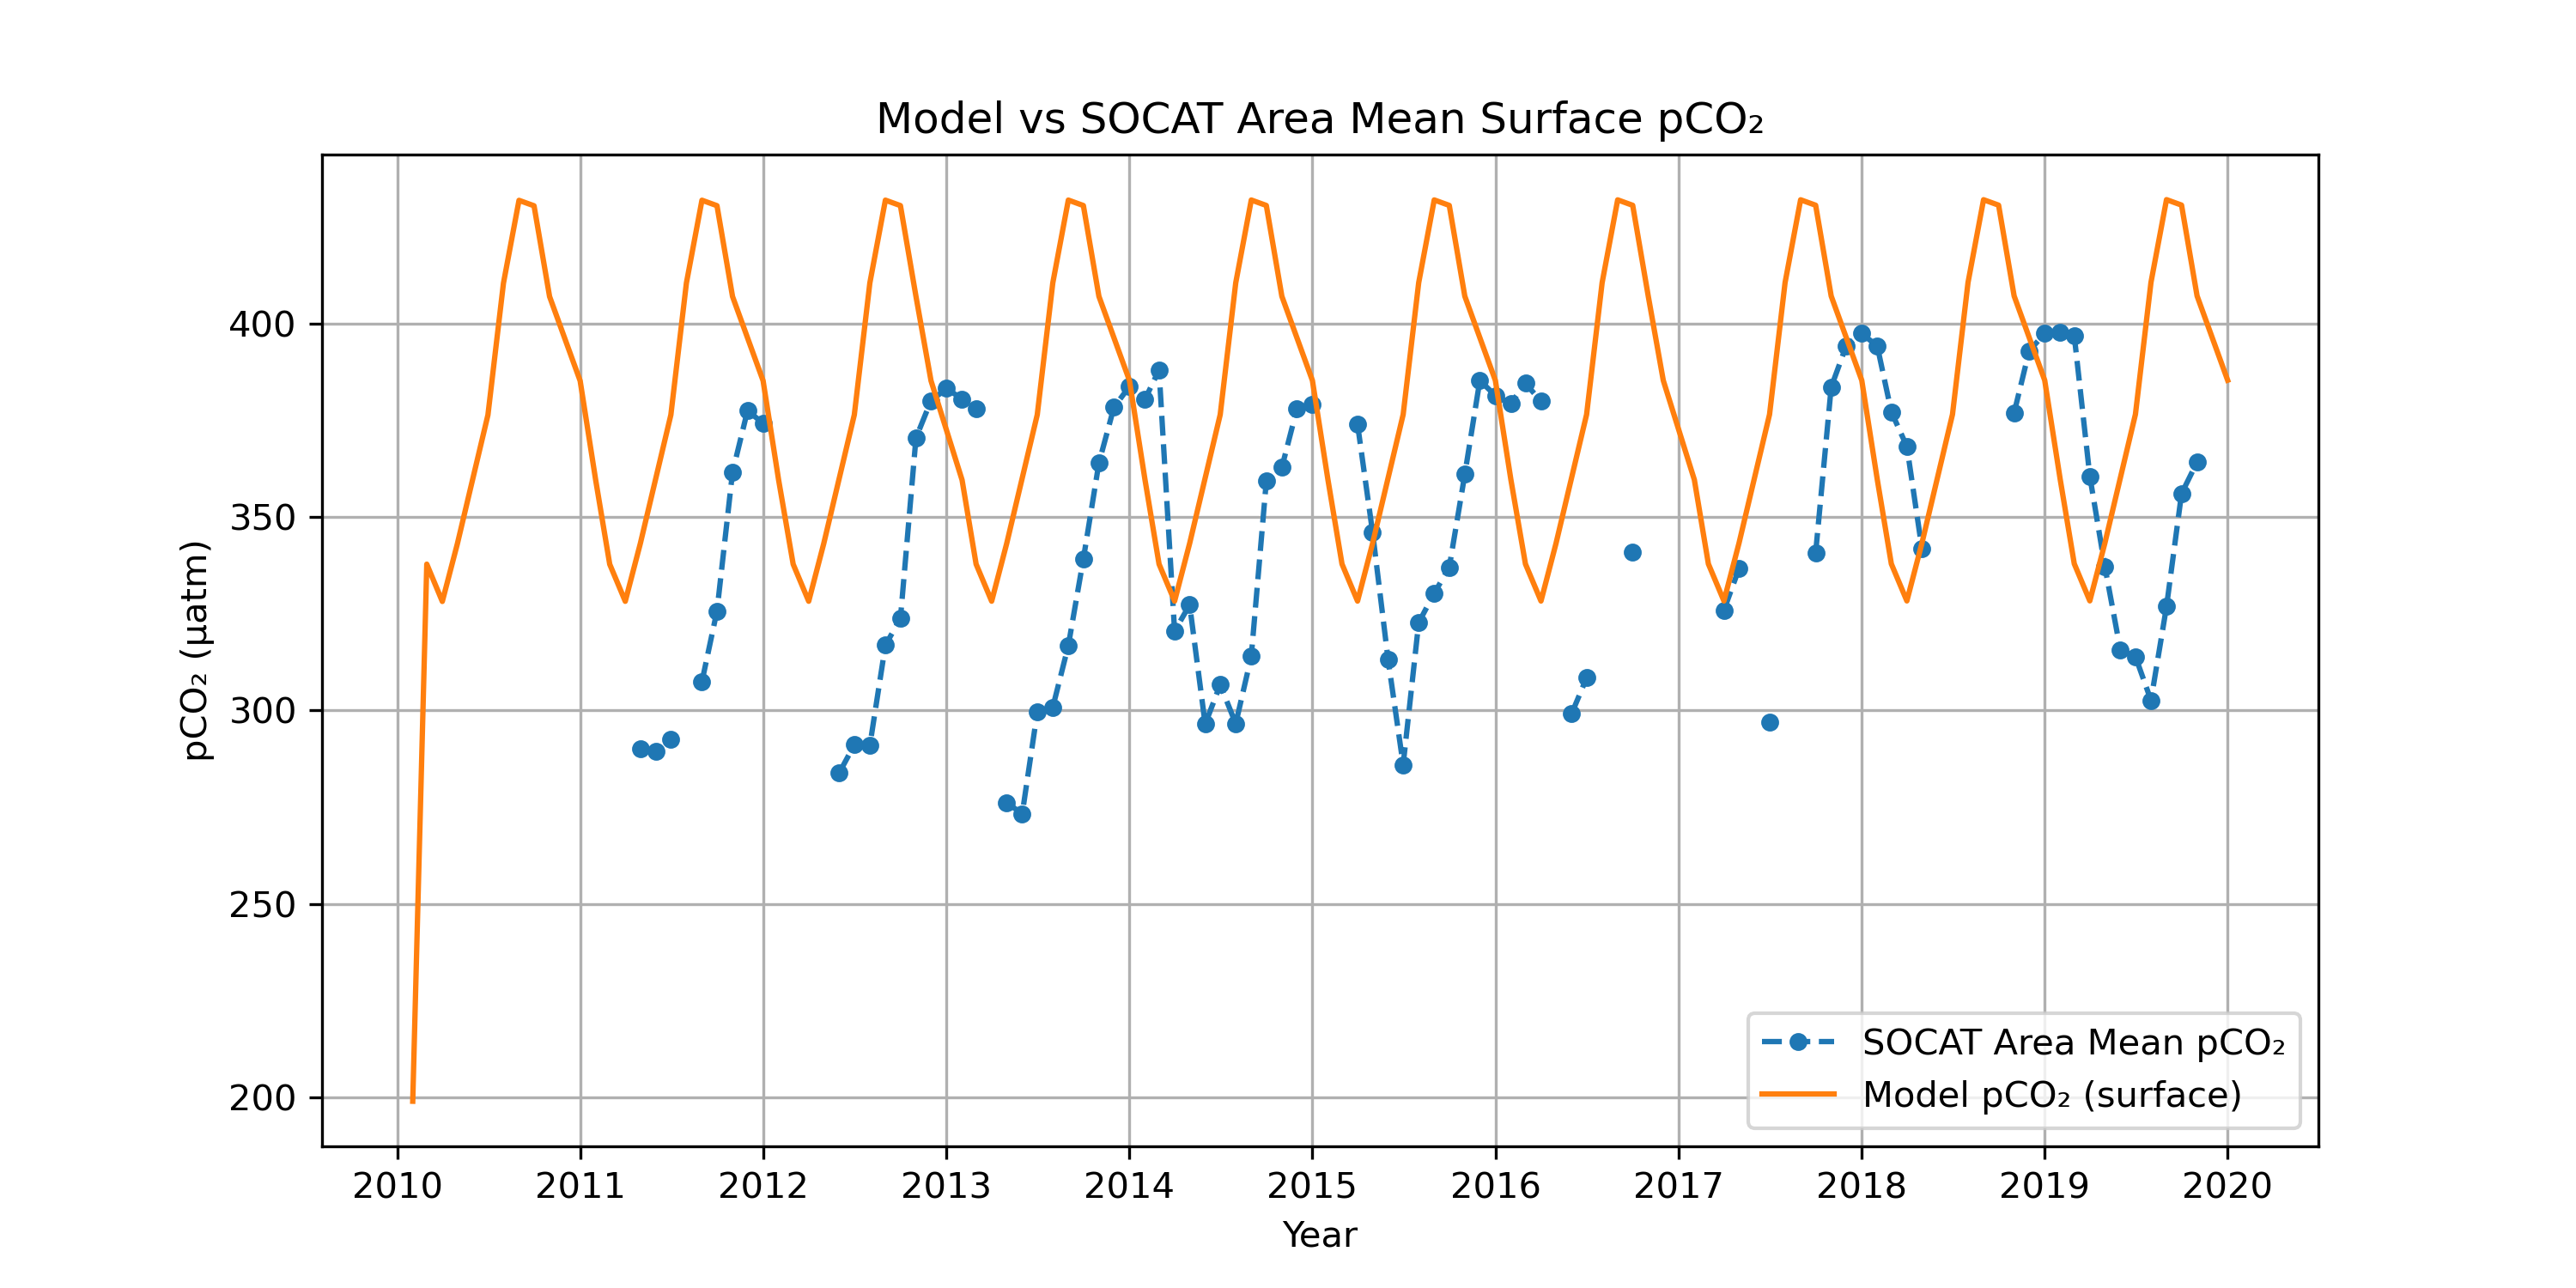 Model vs SOCAT Area Mean Surface pCO₂
400
350
300
250
200
pCO₂ (µatm)
2010 2011 2012 2013 2014 2015 2016 2017 2018 2019 2020
Year
SOCAT Area Mean pCO₂
Model pCO₂ (surface)